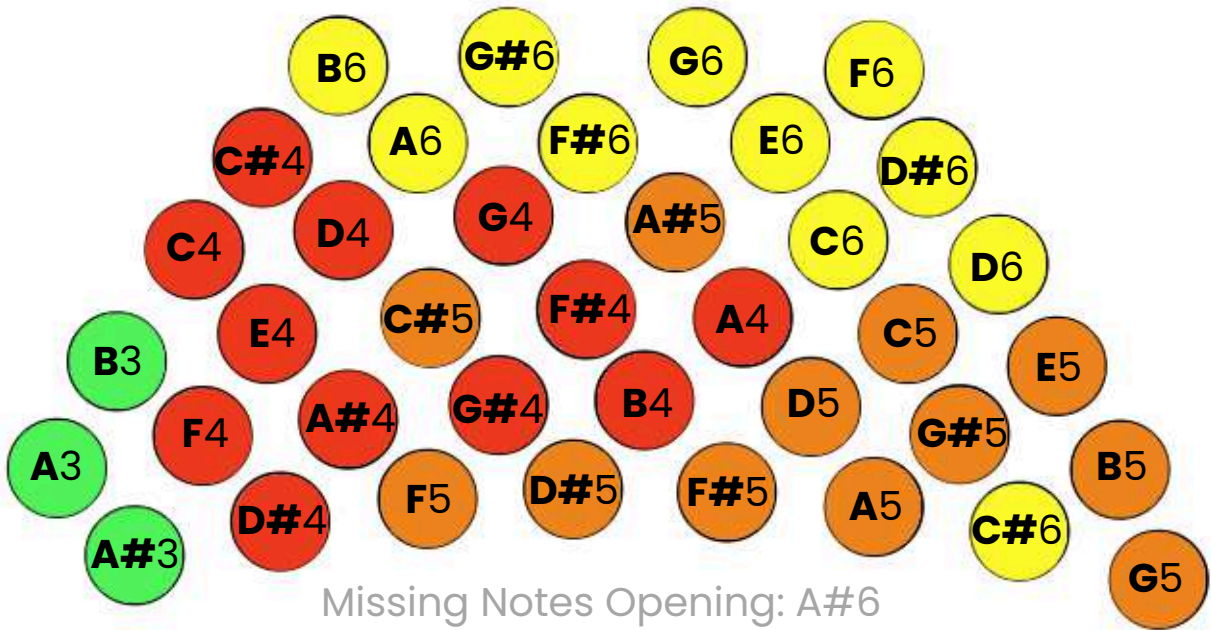 B6 G#6 G6 F6
A6 F#6 E6
C#4 D#6
G4 A#5
C4 D4 C6 D6
C#5 F#4 A4
E4 C5
B3 E5
F4 A#4 G#4 B4 D5 G#5
A3 B5
F5 D#5 F#5 A5
D#4 C#6
A#3 G5
Missing Notes Opening: A#6